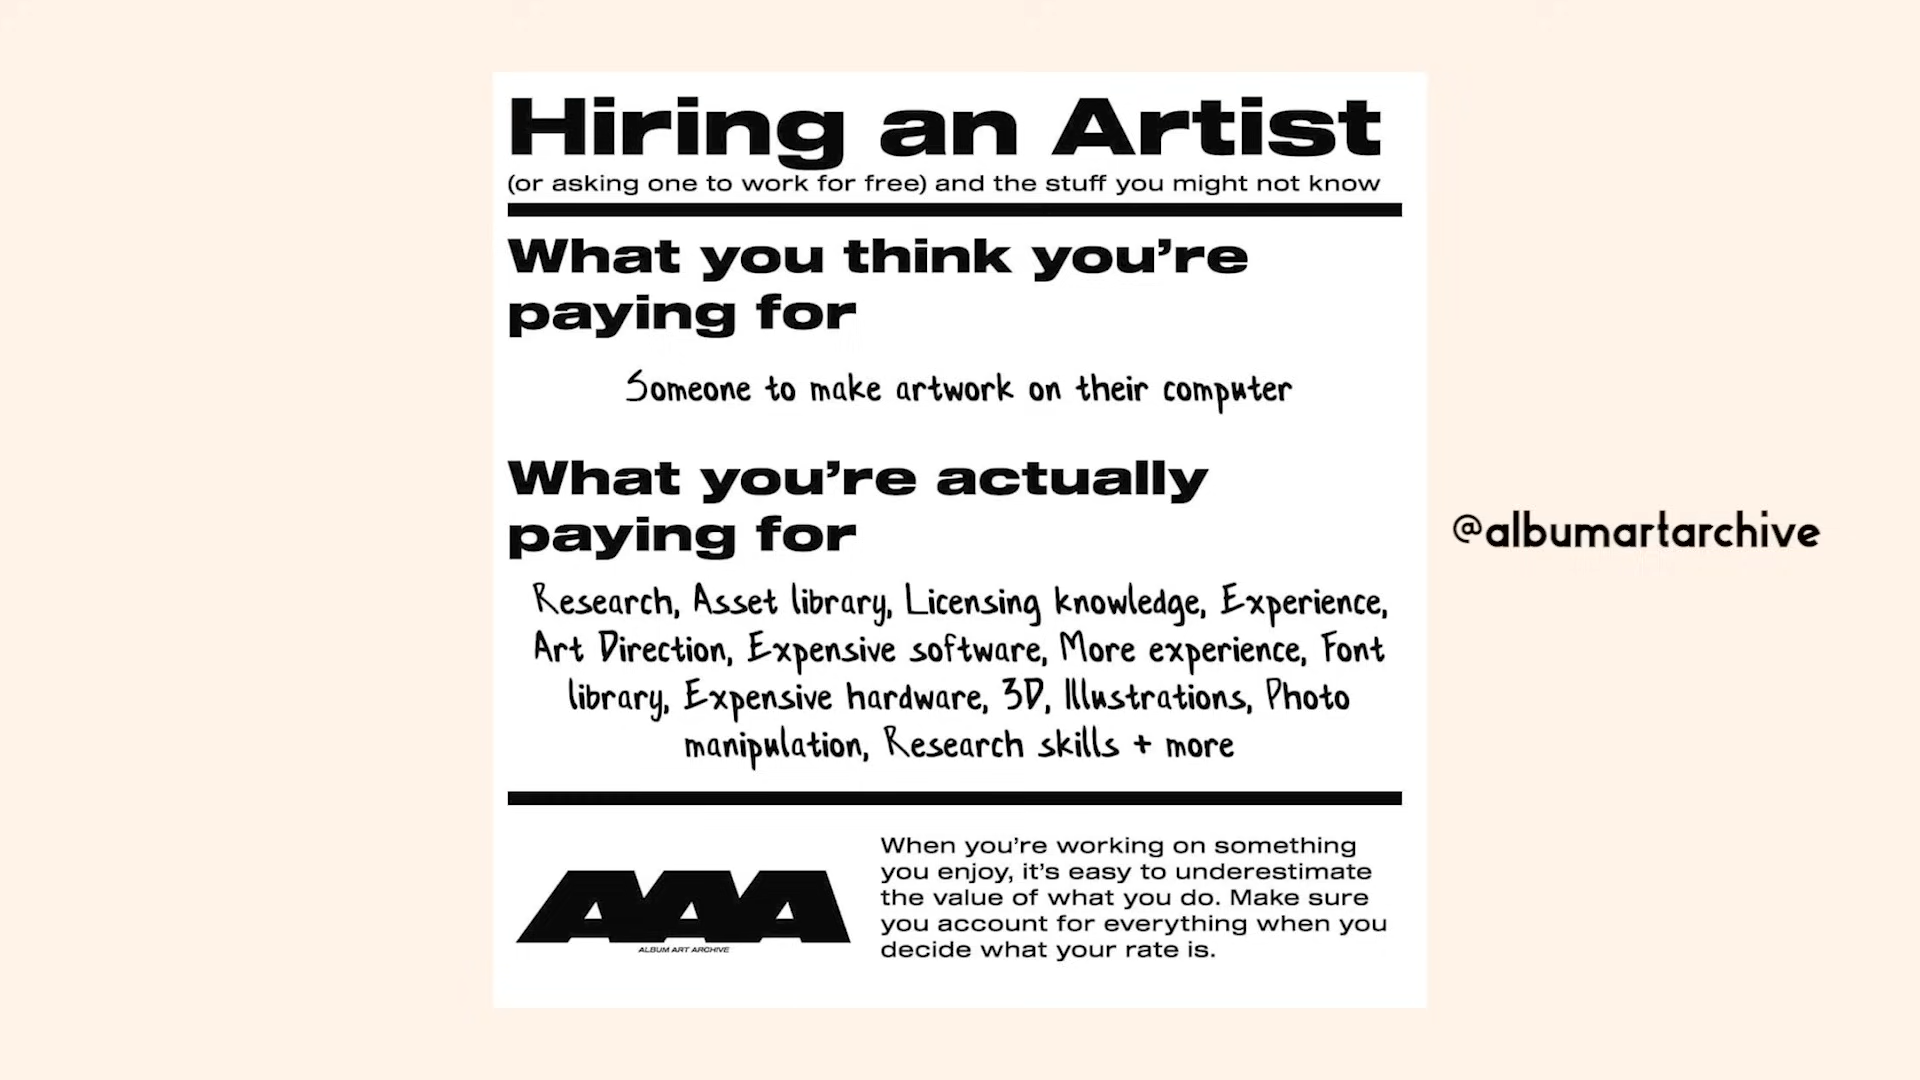 Hiring an Artist
(or asking one to work for free) and the stuff you might not know
What you think you’re
paying for
Someone to make artwork on their computer
What you’re actually
paying for
Research, Asset library, Licensing knowledge, Experience,
Art Direction, Expensive software, More experience, Font
library, Expensive hardware, 3D, Illustrations, Photo
manipulation, Research skills + more
@albumartarchive
AAA
ALBUM ART ARCHIVE
When you’re working on something
you enjoy, it’s easy to underestimate
the value of what you do. Make sure
you account for everything when you
decide what your rate is.